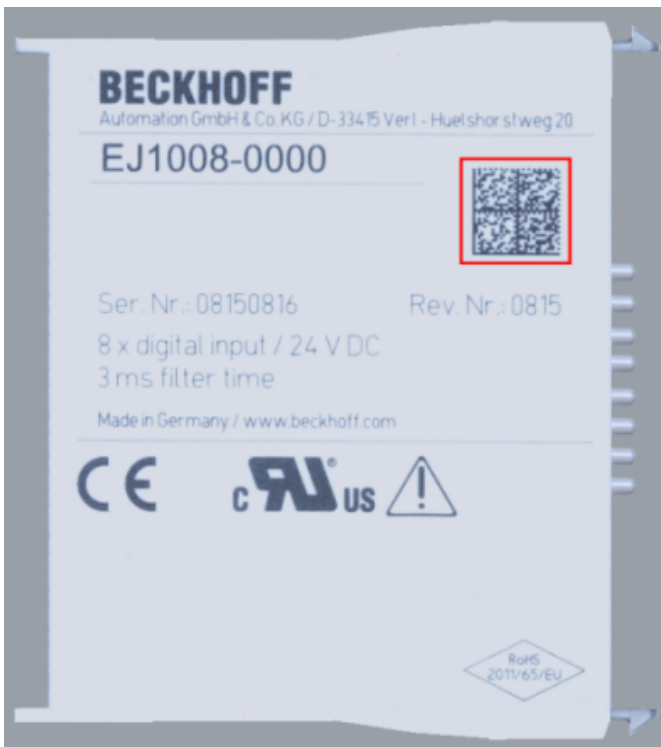 BECKHOFF
Automation GmbH & Co. KG / D-33415 Verl - Huelshorstweg 20
EJ1008-0000
Ser. Nr.: 08150816 Rev. Nr.: 0815
8 x digital input / 24 V DC
3 ms filter time
Made in Germany / www.beckhoff.com
CE c RU ® US
RoHS
2011/65/EU